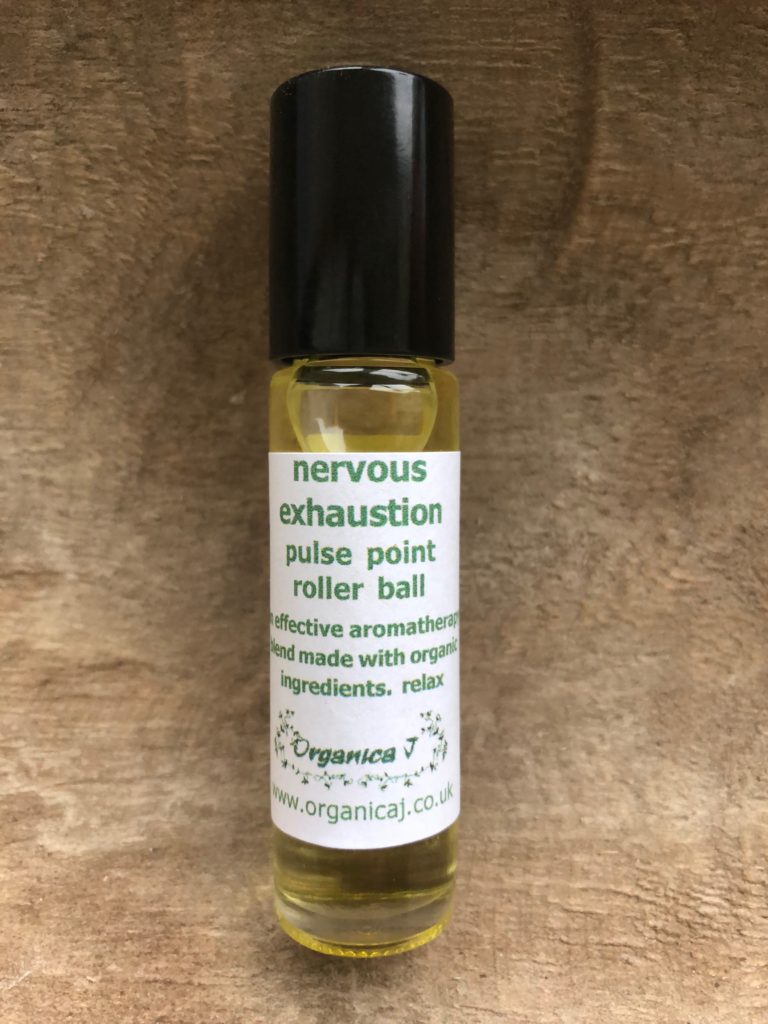 nervous
exhaustion
pulse point
roller ball
effective aromatherapy
blend made with organic
ingredients. relax
Organica J
www.organicaj.co.uk